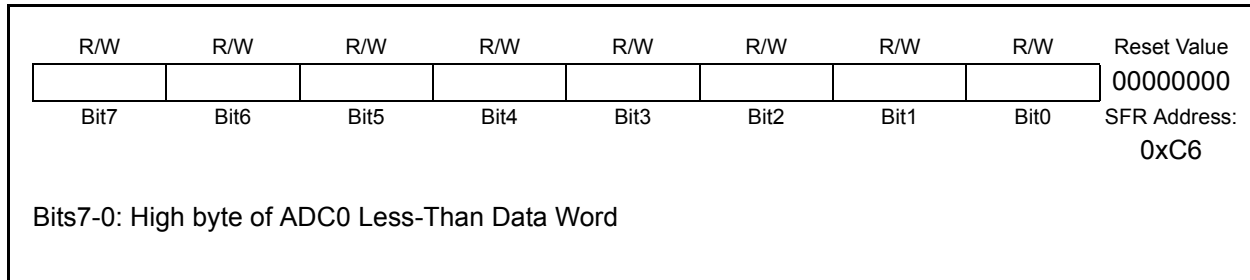 R/W R/W R/W R/W R/W R/W R/W R/W Reset Value
00000000
Bit7 Bit6 Bit5 Bit4 Bit3 Bit2 Bit1 Bit0 SFR Address:
0xC6
Bits7-0: High byte of ADC0 Less-Than Data Word